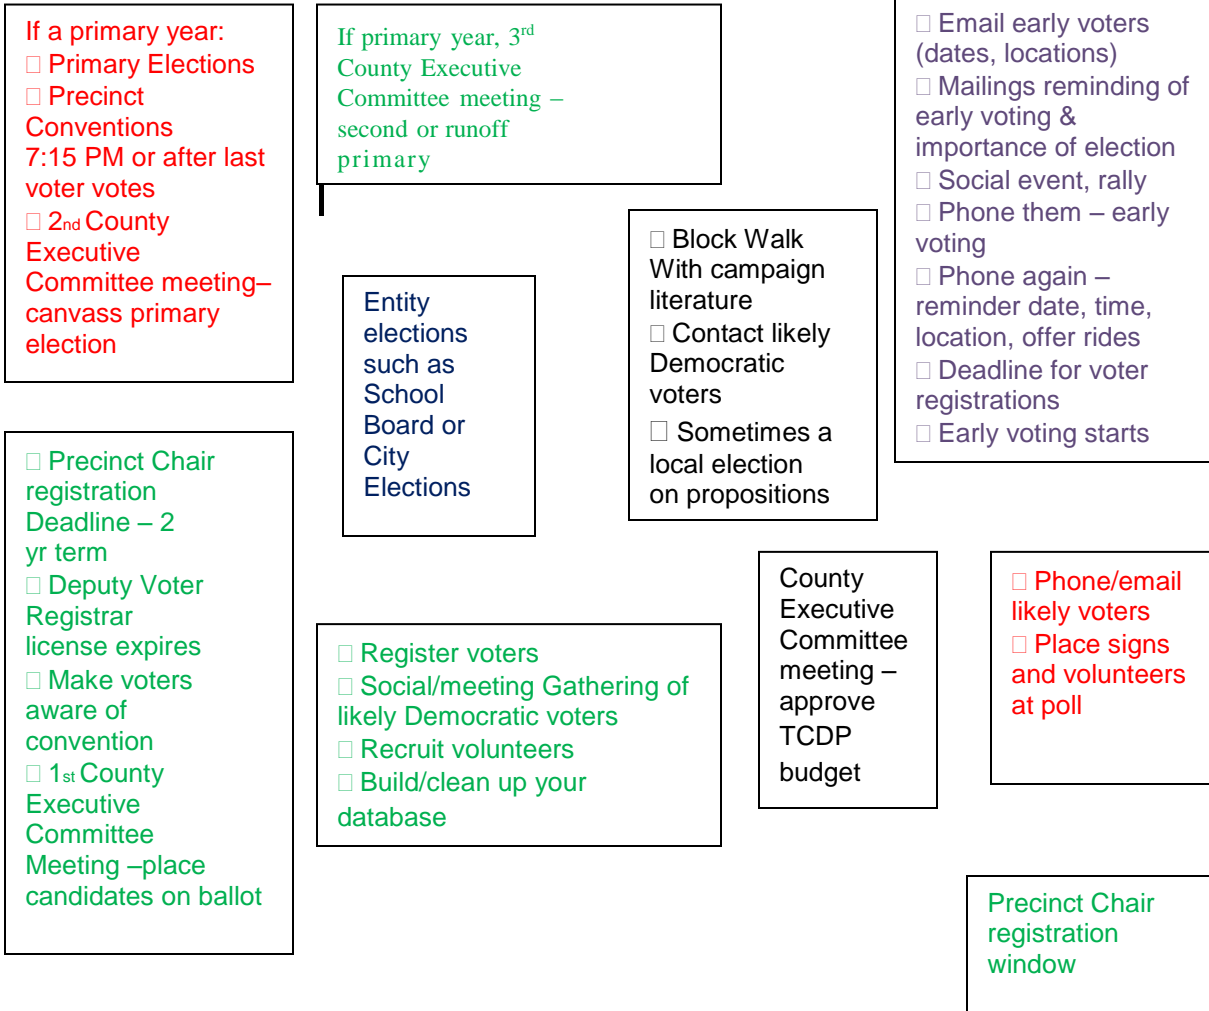 If a primary year:
□ Primary Elections
□ Precinct
Conventions
7:15 PM or after last
voter votes
□ 2nd County
Executive
Committee meeting–
canvass primary
election
If primary year, 3rd
County Executive
Committee meeting –
second or runoff
primary
□ Email early voters
(dates, locations)
□ Mailings reminding of
early voting &
importance of election
□ Social event, rally
□ Phone them – early
voting
□ Phone again –
reminder date, time,
location, offer rides
□ Deadline for voter
registrations
□ Early voting starts
□ Block Walk
With campaign
literature
□ Contact likely
Democratic
voters
□ Sometimes a
local election
on propositions
Entity
elections
such as
School
Board or
City
Elections
□ Precinct Chair
registration
Deadline – 2
yr term
□ Deputy Voter
Registrar
license expires
□ Make voters
aware of
convention
□ 1st County
Executive
Committee
Meeting –place
candidates on ballot
□ Register voters
□ Social/meeting Gathering of
likely Democratic voters
□ Recruit volunteers
□ Build/clean up your
database
County
Executive
Committee
meeting –
approve
TCDP
budget
□ Phone/email
likely voters
□ Place signs
and volunteers
at poll
Precinct Chair
registration
window